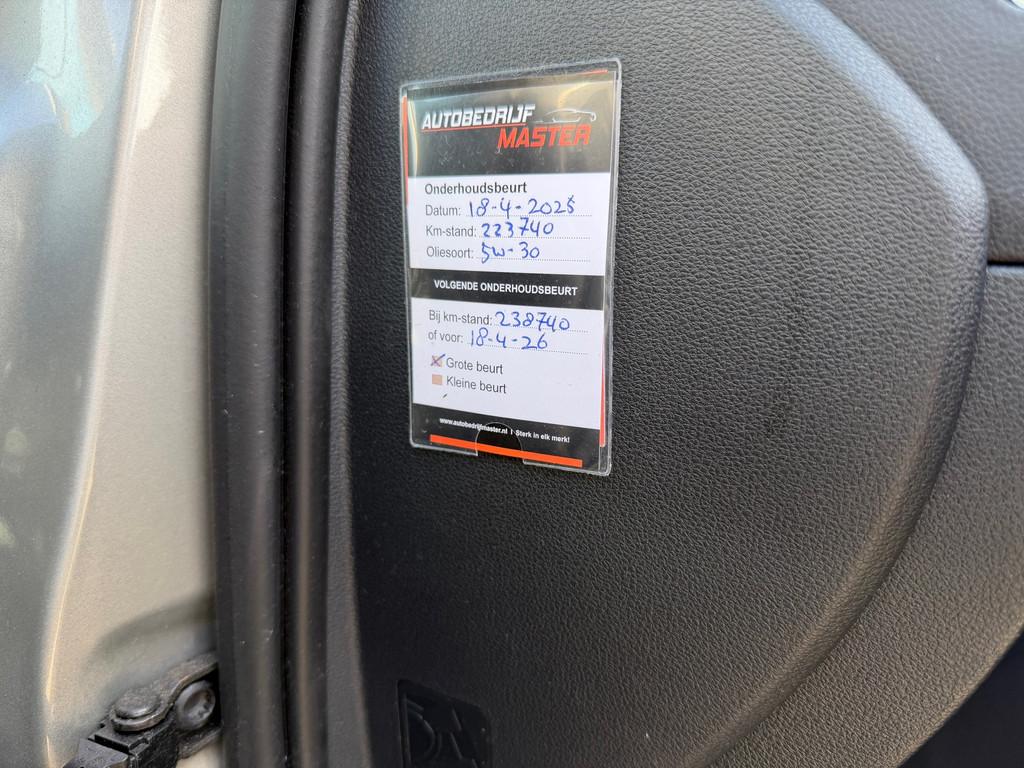 AUTOBEDRIJF
MASTER
Onderhoudsbeurt
Datum: 18-4-2025
Km-stand: 223740
Oliesoort: 5w-30
VOLGENDE ONDERHOUDSBEURT
Bij km-stand: 238740
of voor: 18-4-26
Grote beurt
Kleine beurt
www.autobedrijfmaster.nl | Sterk in elk merk!